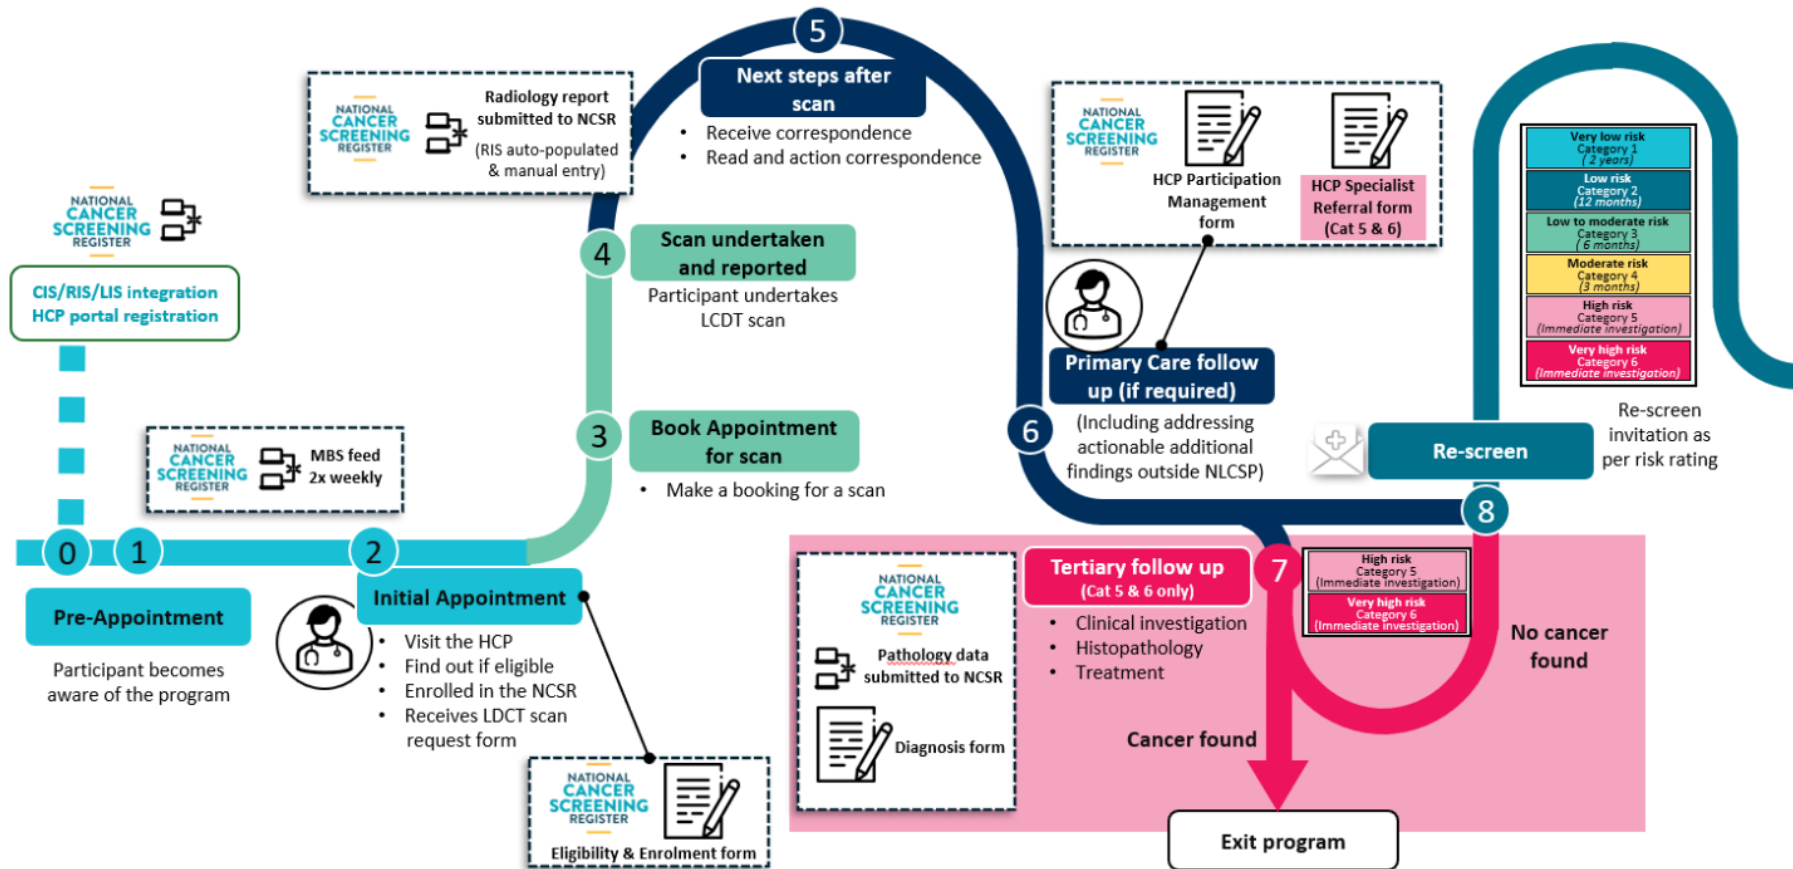 NATIONAL
CANCER
SCREENING
REGISTER
CIS/RIS/LIS integration
HCP portal registration
NATIONAL
CANCER
SCREENING
REGISTER
MBS feed
2x weekly
0
1
Pre-Appointment
Participant becomes
aware of the program
2
Initial Appointment
• Visit the HCP
• Find out if eligible
• Enrolled in the NCSR
• Receives LDCT scan
request form
NATIONAL
CANCER
SCREENING
REGISTER
Eligibility & Enrolment form
3
Book Appointment
for scan
• Make a booking for a scan
4
Scan undertaken
and reported
Participant undertakes
LCDT scan
NATIONAL
CANCER
SCREENING
REGISTER
Radiology report
submitted to NCSR
(RIS auto-populated
& manual entry)
5
Next steps after
scan
• Receive correspondence
• Read and action correspondence
NATIONAL
CANCER
SCREENING
REGISTER
HCP Participation
Management
form
HCP Specialist
Referral form
(Cat 5 & 6)
6
Primary Care follow
up (if required)
(Including addressing
actionable additional
findings outside NLCSP)
7
Tertiary follow up
(Cat 5 & 6 only)
• Clinical investigation
• Histopathology
• Treatment
NATIONAL
CANCER
SCREENING
REGISTER
Pathology data
submitted to NCSR
Diagnosis form
High risk
Category 5
(Immediate investigation)
Very high risk
Category 6
(Immediate investigation)
No cancer
found
Cancer found
Exit program
8
Re-screen
Very low risk
Category 1
( 2 years)
Low risk
Category 2
(12 months)
Low to moderate risk
Category 3
( 6 months)
Moderate risk
Category 4
(3 months)
High risk
Category 5
(Immediate investigation)
Very high risk
Category 6
(Immediate investigation)
Re-screen
invitation as
per risk rating